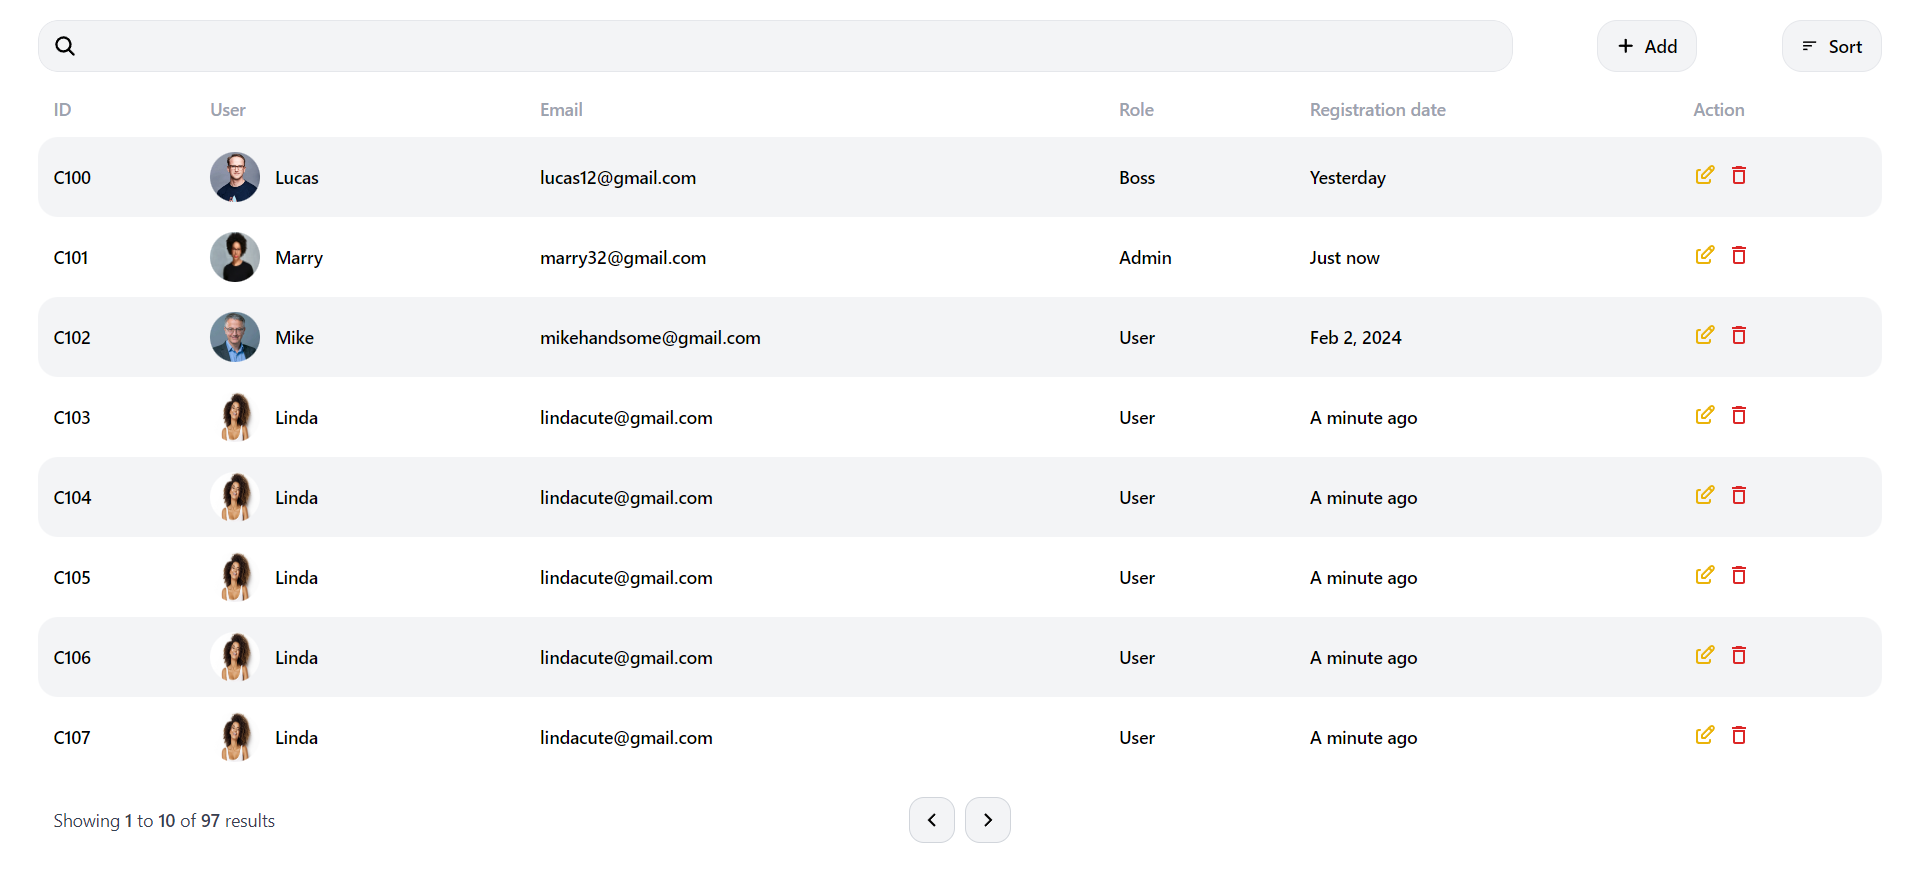 Add Sort
ID User Email Role Registration date Action
C100 Lucas lucas12@gmail.com Boss Yesterday
C101 Marry marry32@gmail.com Admin Just now
C102 Mike mikehandsome@gmail.com User Feb 2, 2024
C103 Linda lindacute@gmail.com User A minute ago
C104 Linda lindacute@gmail.com User A minute ago
C105 Linda lindacute@gmail.com User A minute ago
C106 Linda lindacute@gmail.com User A minute ago
C107 Linda lindacute@gmail.com User A minute ago
Showing 1 to 10 of 97 results